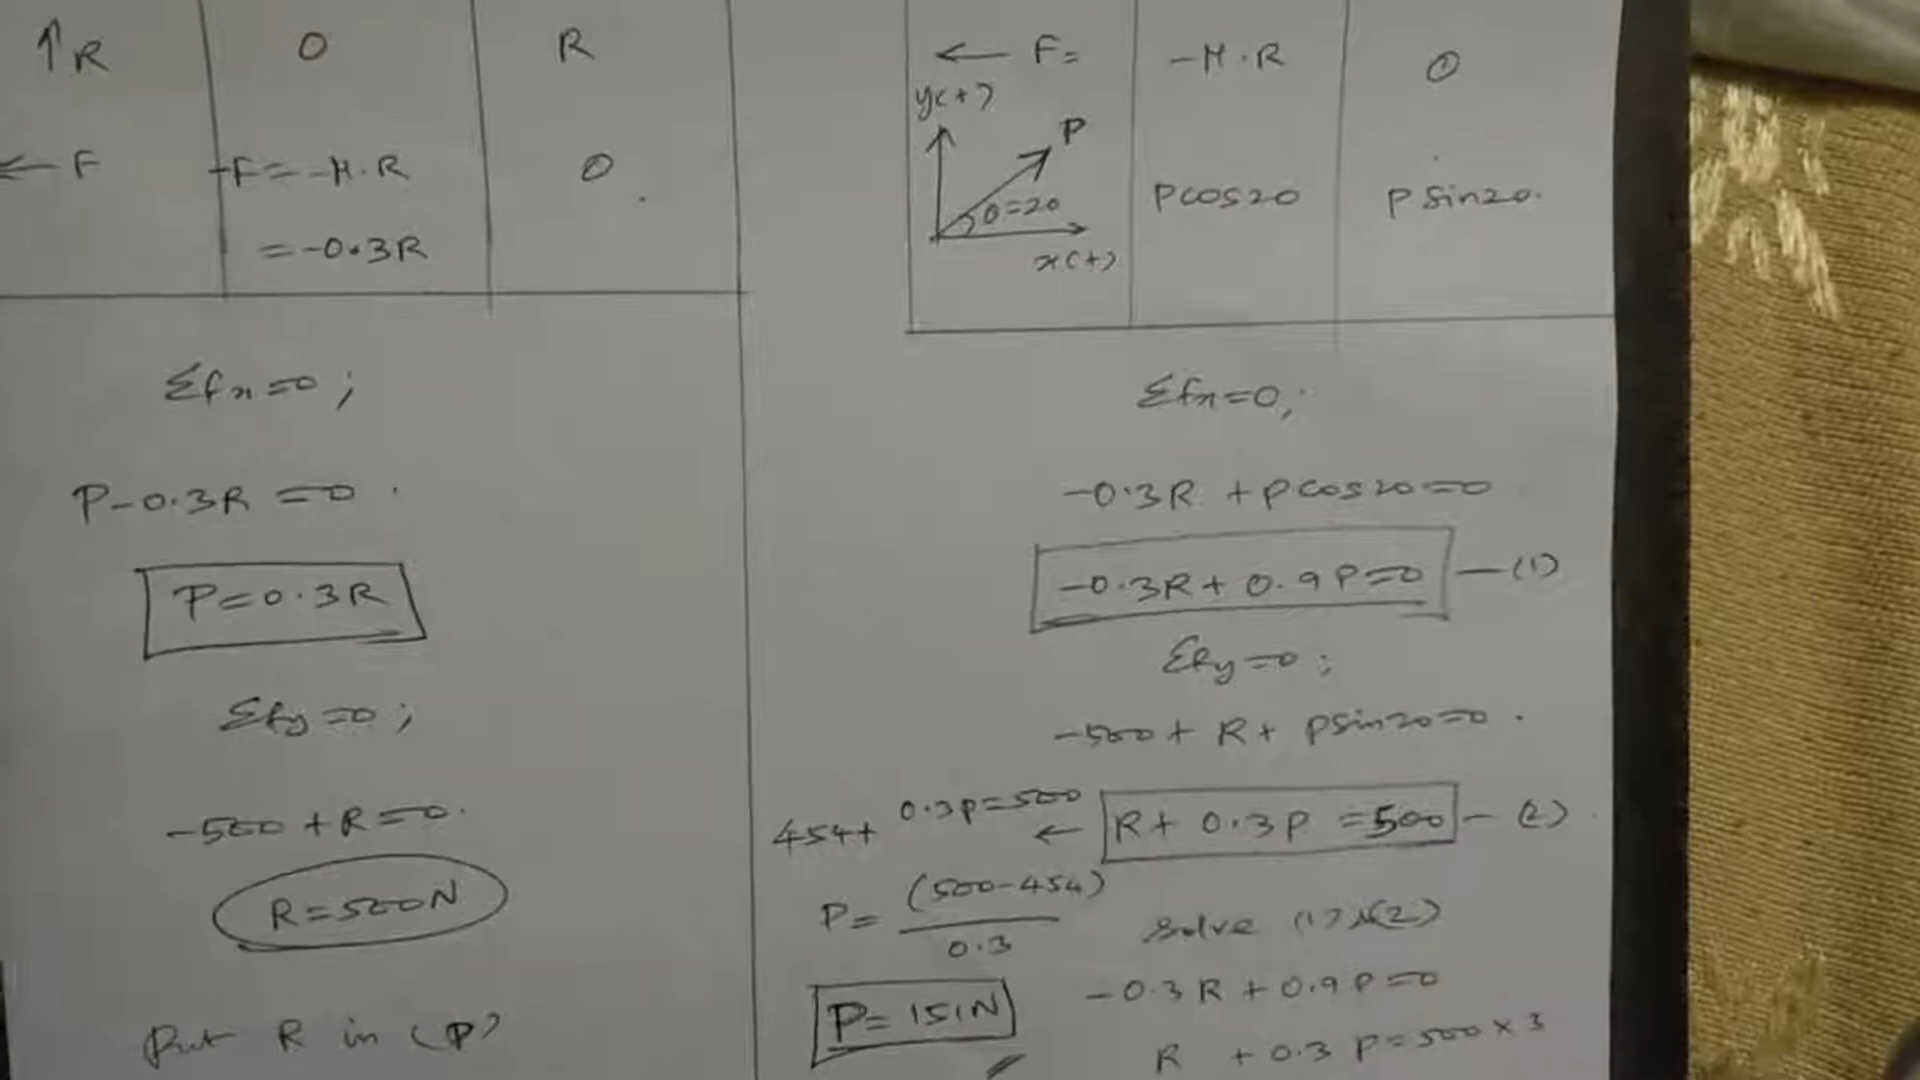 ↑R 0 R
← F -F = -μ.R 0
= -0.3R
Σfx=0;
P-0.3R=0.
P=0.3R
Σfy=0;
-500+R=0.
R=500N
Put R in (P)
← F= -μ.R 0
y(+)
P
θ=20
x(+)
Pcos20 P sin20.
Σfx=0;
-0.3R + Pcos20=0
-0.3R + 0.9P=0 —(1)
Σfy=0;
-500 + R + Psin20=0.
454+ 0.3P=500 ← R + 0.3P =500 — (2)
P= (500-454)
0.3
P= 151N
solve (1)&(2)
-0.3R + 0.9P=0
R + 0.3P=500×3